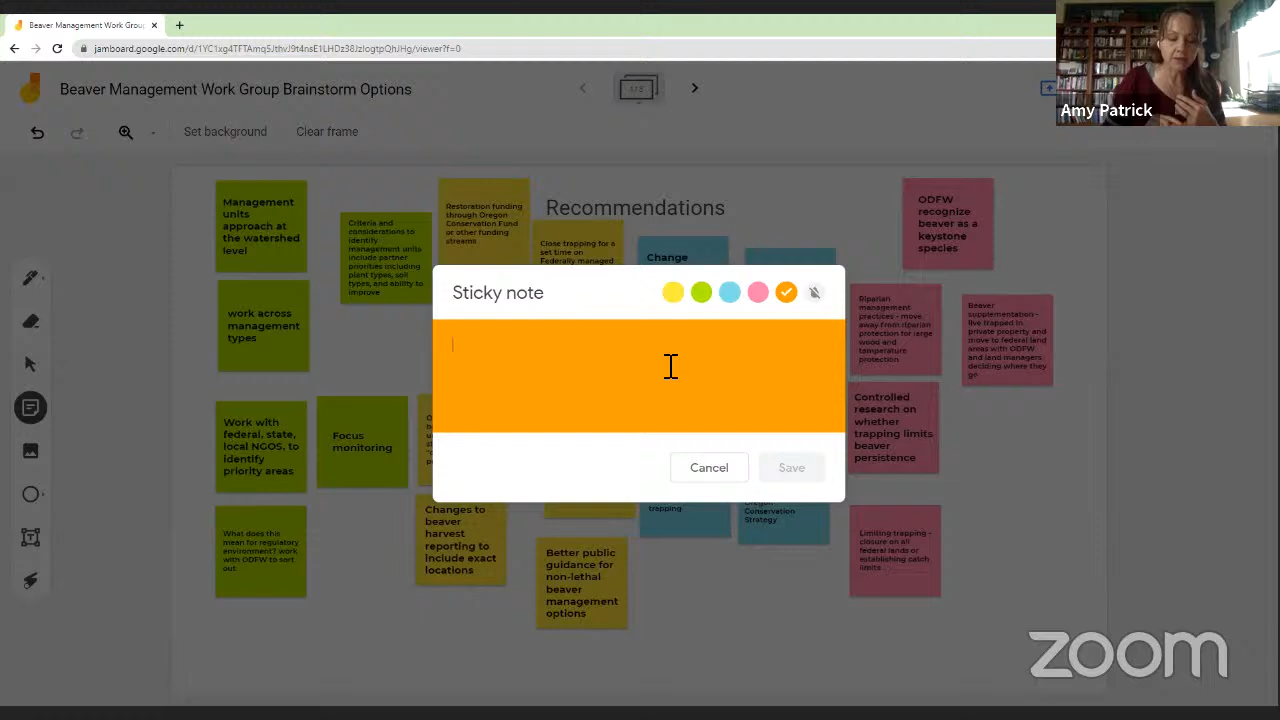 Beaver Management Work Grou
jamboard.google.com/d/1YC1xg4TFTAmqSJthvJ9t4nsE1LHDz38JzIogtpQhJHg/viewer?f=0
Beaver Management Work Group Brainstorm Options
Set background
Clear frame
Amy Patrick
Recommendations
Management
units
approach at
the watershed
level
Criteria and
considerations to
identify
management units
include partner
priorities including
plant types, soil
types, and ability to
improve
Restoration funding
through Oregon
Conservation Fund
or other funding
streams
Close trapping for a
set time on
Federally managed
Change
ODFW
recognize
beaver as a
keystone
species
work across
management
types
Riparian
management
practices - move
away from riparian
protection for large
wood and
temperature
protection
Beaver
supplementation -
live trapped in
private property and
move to federal land
areas with ODFW
and land managers
deciding where they
go
Sticky note
Cancel
Save
Work with
federal, state,
local NGOS, to
identify
priority areas
Focus
monitoring
Controlled
research on
whether
trapping limits
beaver
persistence
What does this
mean for regulatory
environment? work
with ODFW to sort
out
Changes to
beaver
harvest
reporting to
include exact
locations
Better public
guidance for
non-lethal
beaver
management
options
trapping
Oregon
Conservation
Strategy
Limiting trapping -
closure on all
federal lands or
establishing catch
limits
zoom